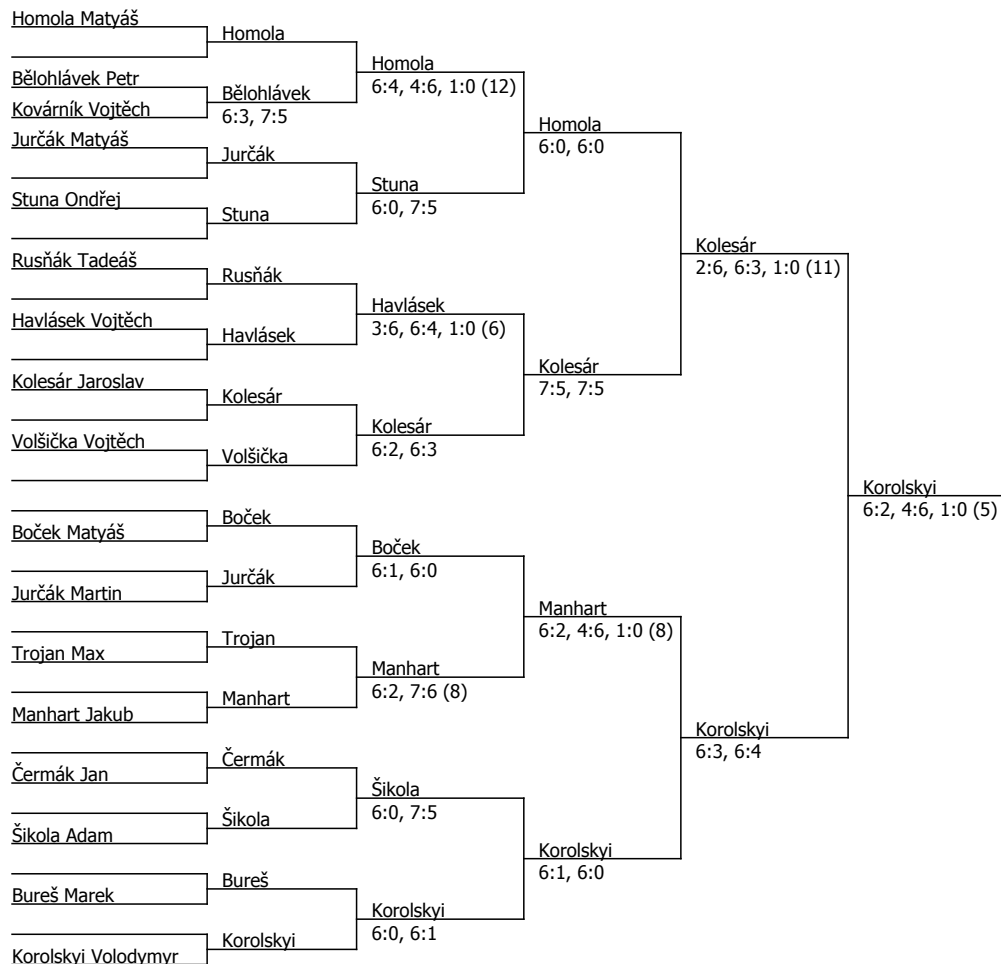 Homola Matyáš
Bělohlávek Petr
Kovárník Vojtěch
Jurčák Matyáš
Stuna Ondřej
Rusňák Tadeáš
Havlásek Vojtěch
Kolesár Jaroslav
Volšička Vojtěch
Boček Matyáš
Jurčák Martin
Trojan Max
Manhart Jakub
Čermák Jan
Šikola Adam
Bureš Marek
Korolskyi Volodymyr
Homola
Bělohlávek
6:3, 7:5
Jurčák
Stuna
Rusňák
Havlásek
Kolesár
Volšička
Boček
Jurčák
Trojan
Manhart
Čermák
Šikola
Bureš
Korolskyi
Homola
6:4, 4:6, 1:0 (12)
Stuna
6:0, 7:5
Havlásek
3:6, 6:4, 1:0 (6)
Kolesár
6:2, 6:3
Boček
6:1, 6:0
Manhart
6:2, 7:6 (8)
Šikola
6:0, 7:5
Korolskyi
6:0, 6:1
Homola
6:0, 6:0
Kolesár
7:5, 7:5
Manhart
6:2, 4:6, 1:0 (8)
Korolskyi
6:1, 6:0
Kolesár
2:6, 6:3, 1:0 (11)
Korolskyi
6:3, 6:4
Korolskyi
6:2, 4:6, 1:0 (5)